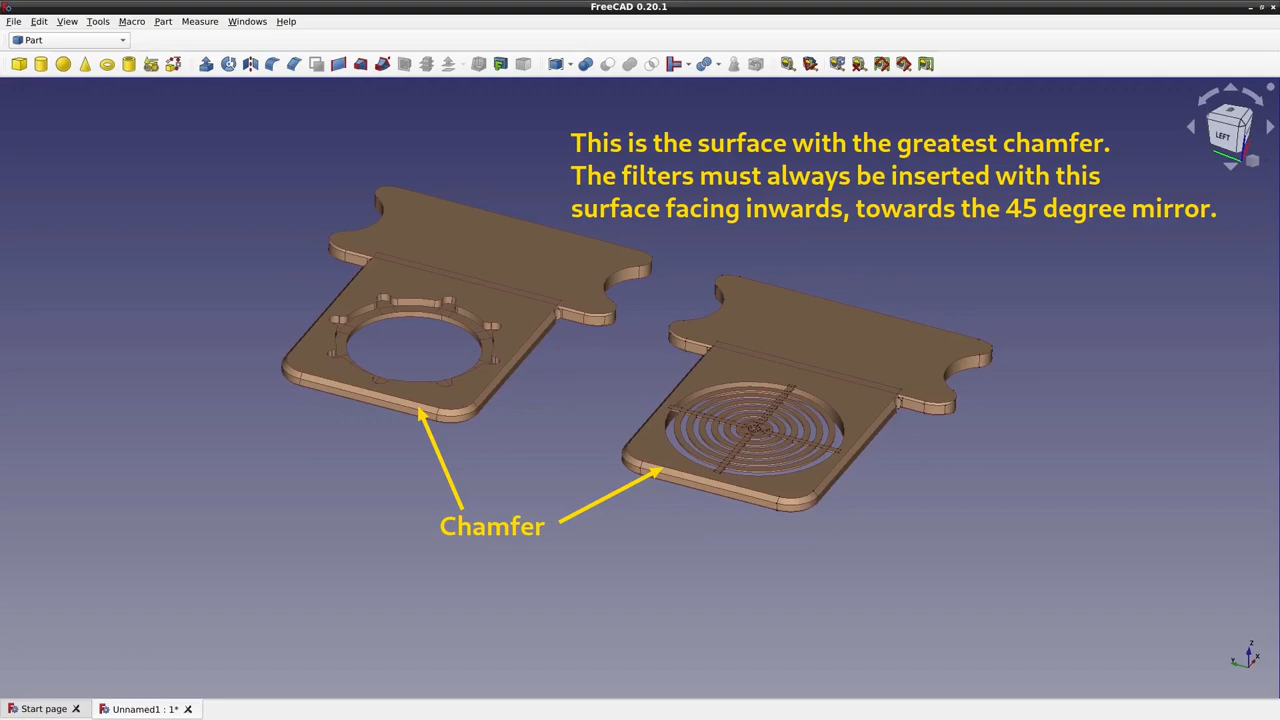 FreeCAD 0.20.1
File Edit View Tools Macro Part Measure Windows Help
Part
This is the surface with the greatest chamfer.
The filters must always be inserted with this
surface facing inwards, towards the 45 degree mirror.
LEFT
Chamfer
Z
Y X
Start page Unnamed1 : 1*